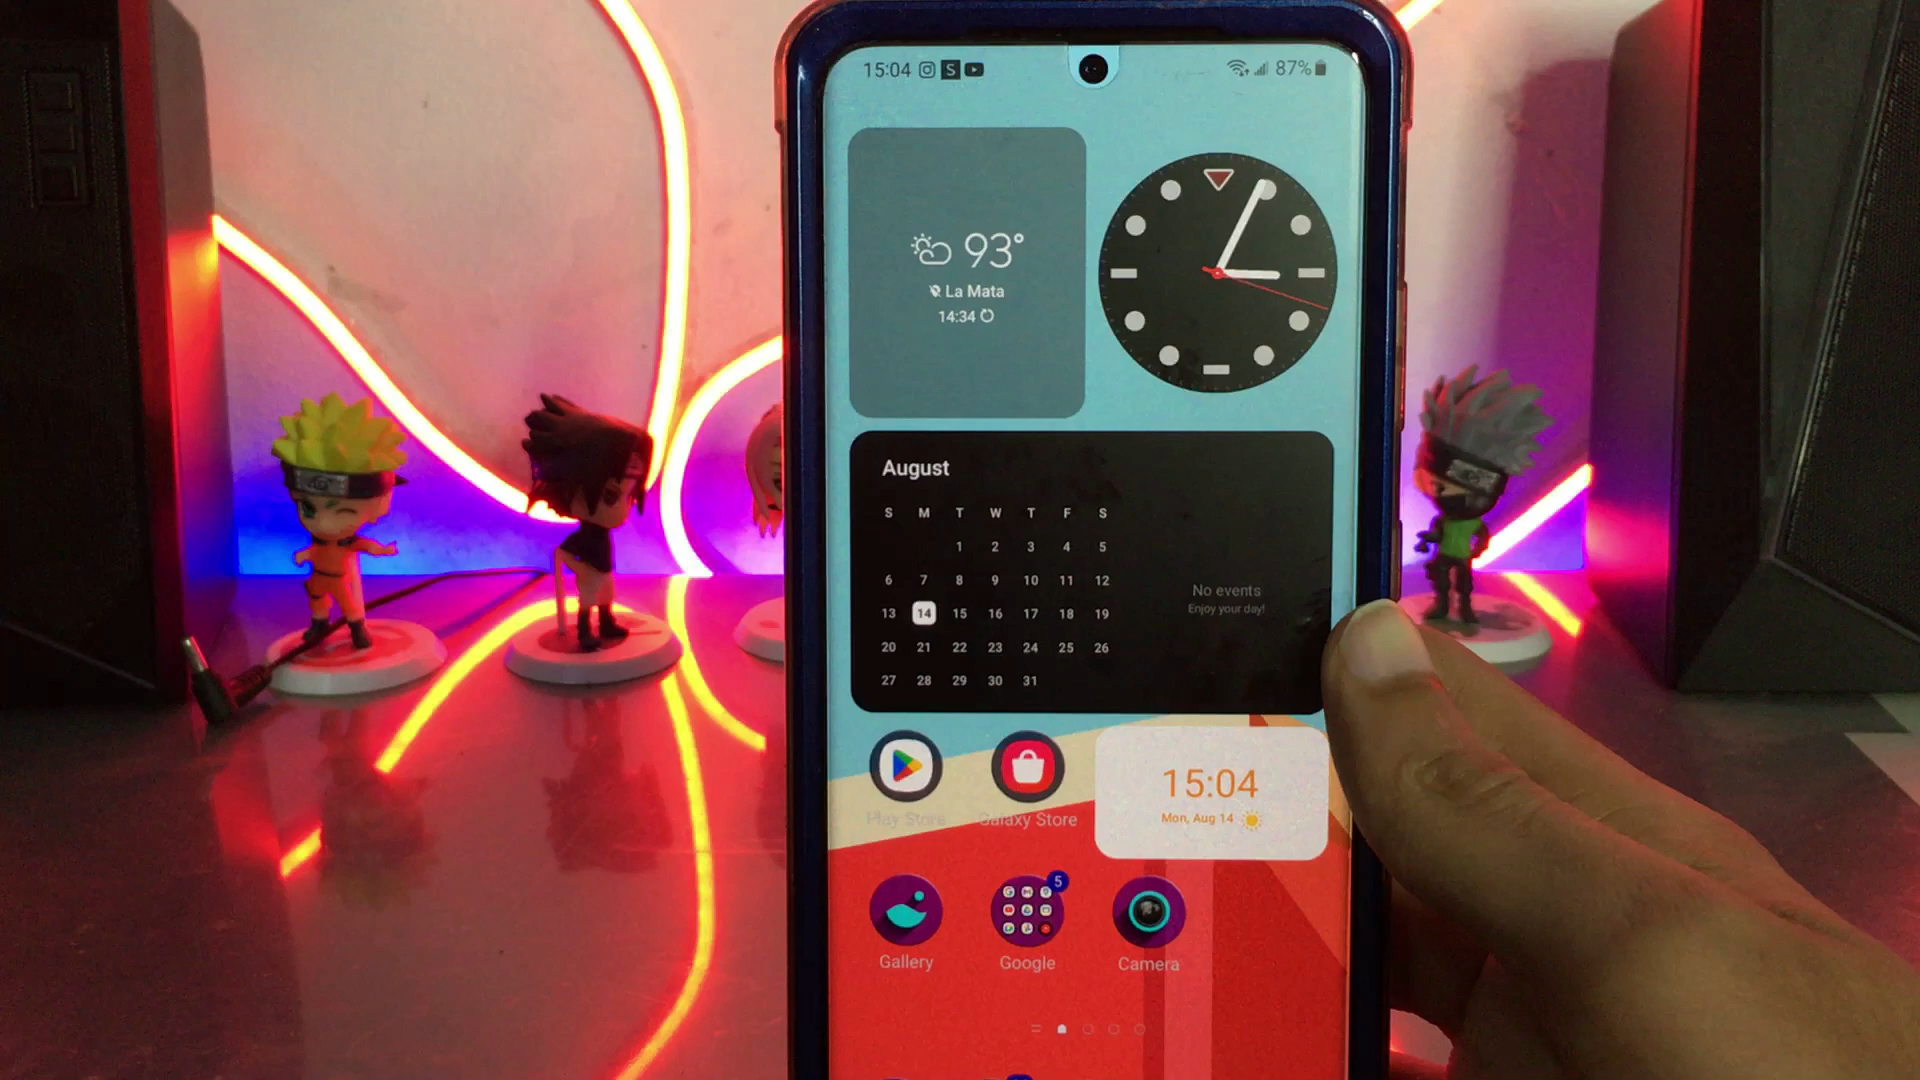 15:04
87%
93°
La Mata
14:34
August
S M T W T F S
1 2 3 4 5
6 7 8 9 10 11 12
13 14 15 16 17 18 19
20 21 22 23 24 25 26
27 28 29 30 31
No events
Enjoy your day!
Play Store
Galaxy Store
15:04
Mon, Aug 14
5
Gallery
Google
Camera